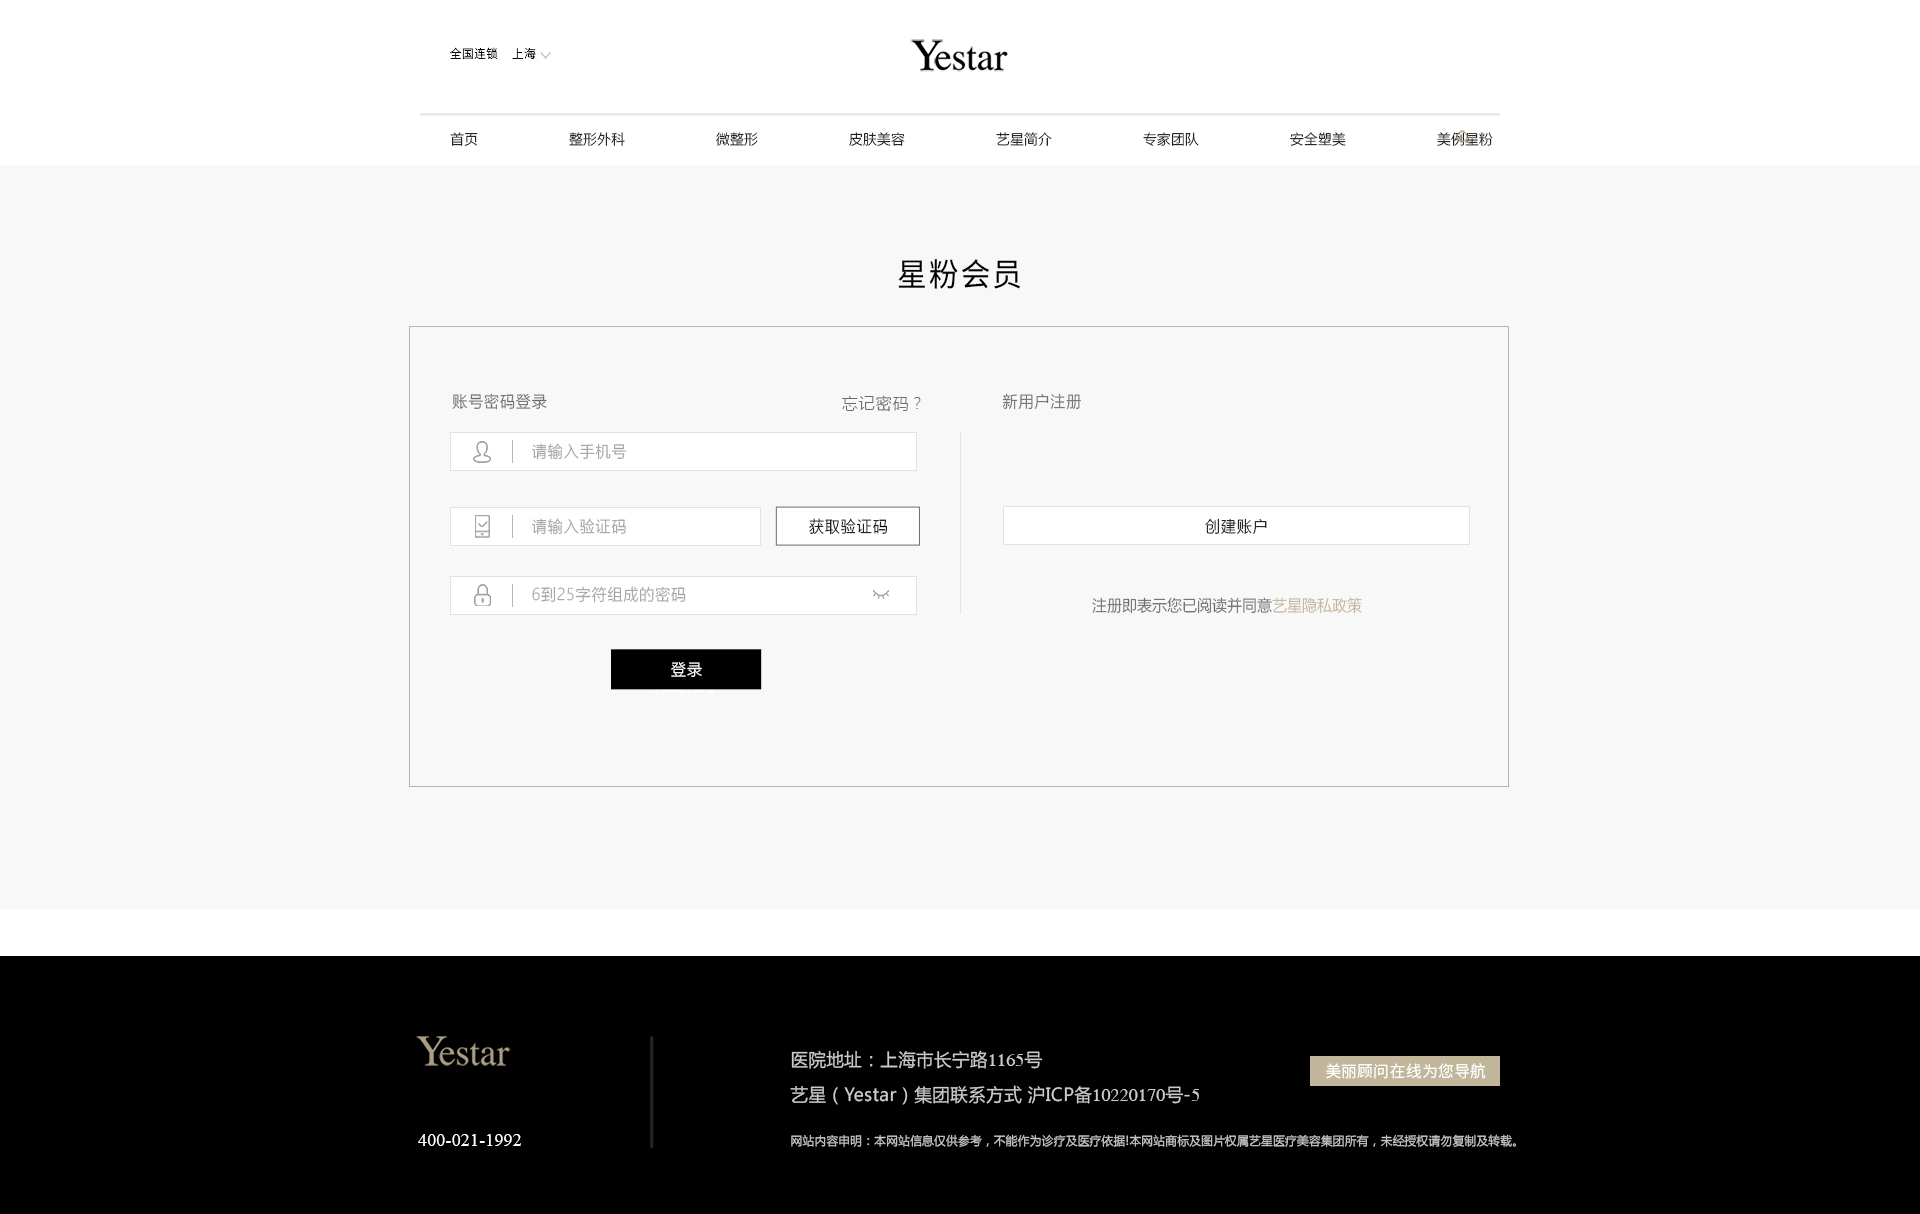 全国连锁 上海
Yestar
首页 整形外科 微整形 皮肤美容 艺星简介 专家团队 安全塑美 美例星粉
星粉会员
账号密码登录 忘记密码？ 新用户注册
请输入手机号
请输入验证码 获取验证码 创建账户
6到25字符组成的密码
注册即表示您已阅读并同意艺星隐私政策
登录
Yestar
医院地址：上海市长宁路1165号
美丽顾问在线为您导航
艺星（Yestar）集团联系方式 沪ICP备10220170号-5
400-021-1992
网站内容申明：本网站信息仅供参考，不能作为诊疗及医疗依据!本网站商标及图片权属艺星医疗美容集团所有，未经授权请勿复制及转载。